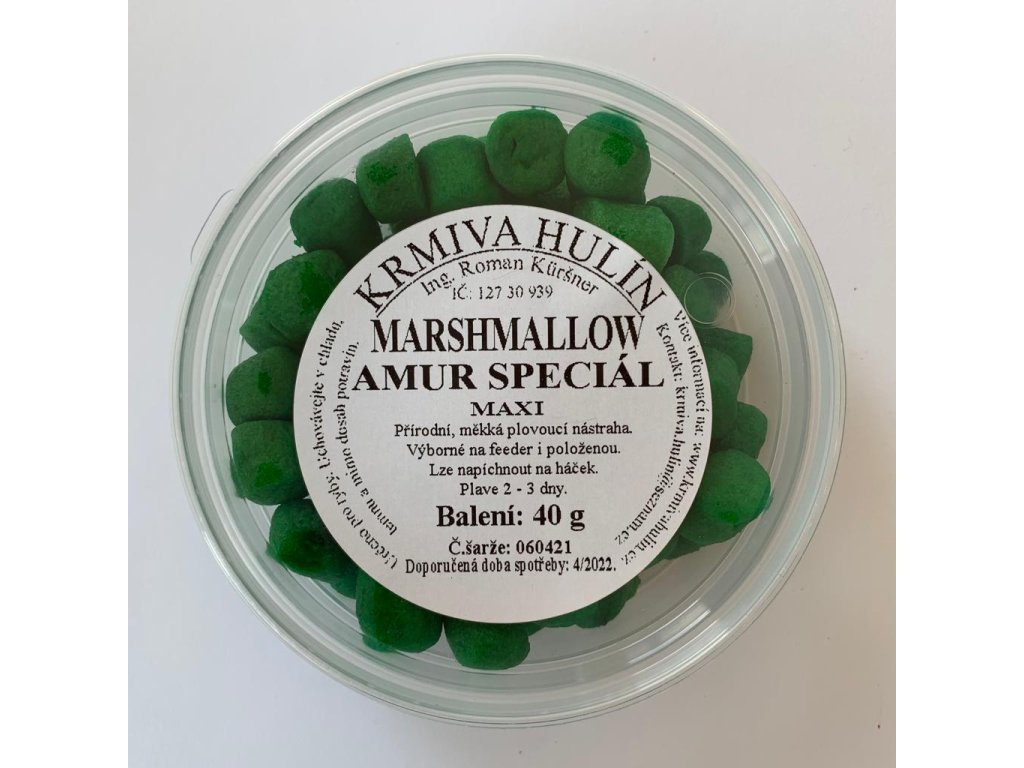 KRMIVA HULÍN
Ing. Roman Küršner
IČ: 127 30 939
MARSHMALLOW
AMUR SPECIÁL
MAXI
Přírodní, měkká plovoucí nástraha.
Výborné na feeder i položenou.
Lze napíchnout na háček.
Plave 2 - 3 dny.
Balení: 40 g
Č.šarže: 060421
Doporučená doba spotřeby: 4/2022.
Určeno pro ryby. Uchovávejte v chladu,
temnu a mimo dosah potravin.
Více informací na: www.krmivahulin.cz
Kontakt: krmiva.hulin@seznam.cz